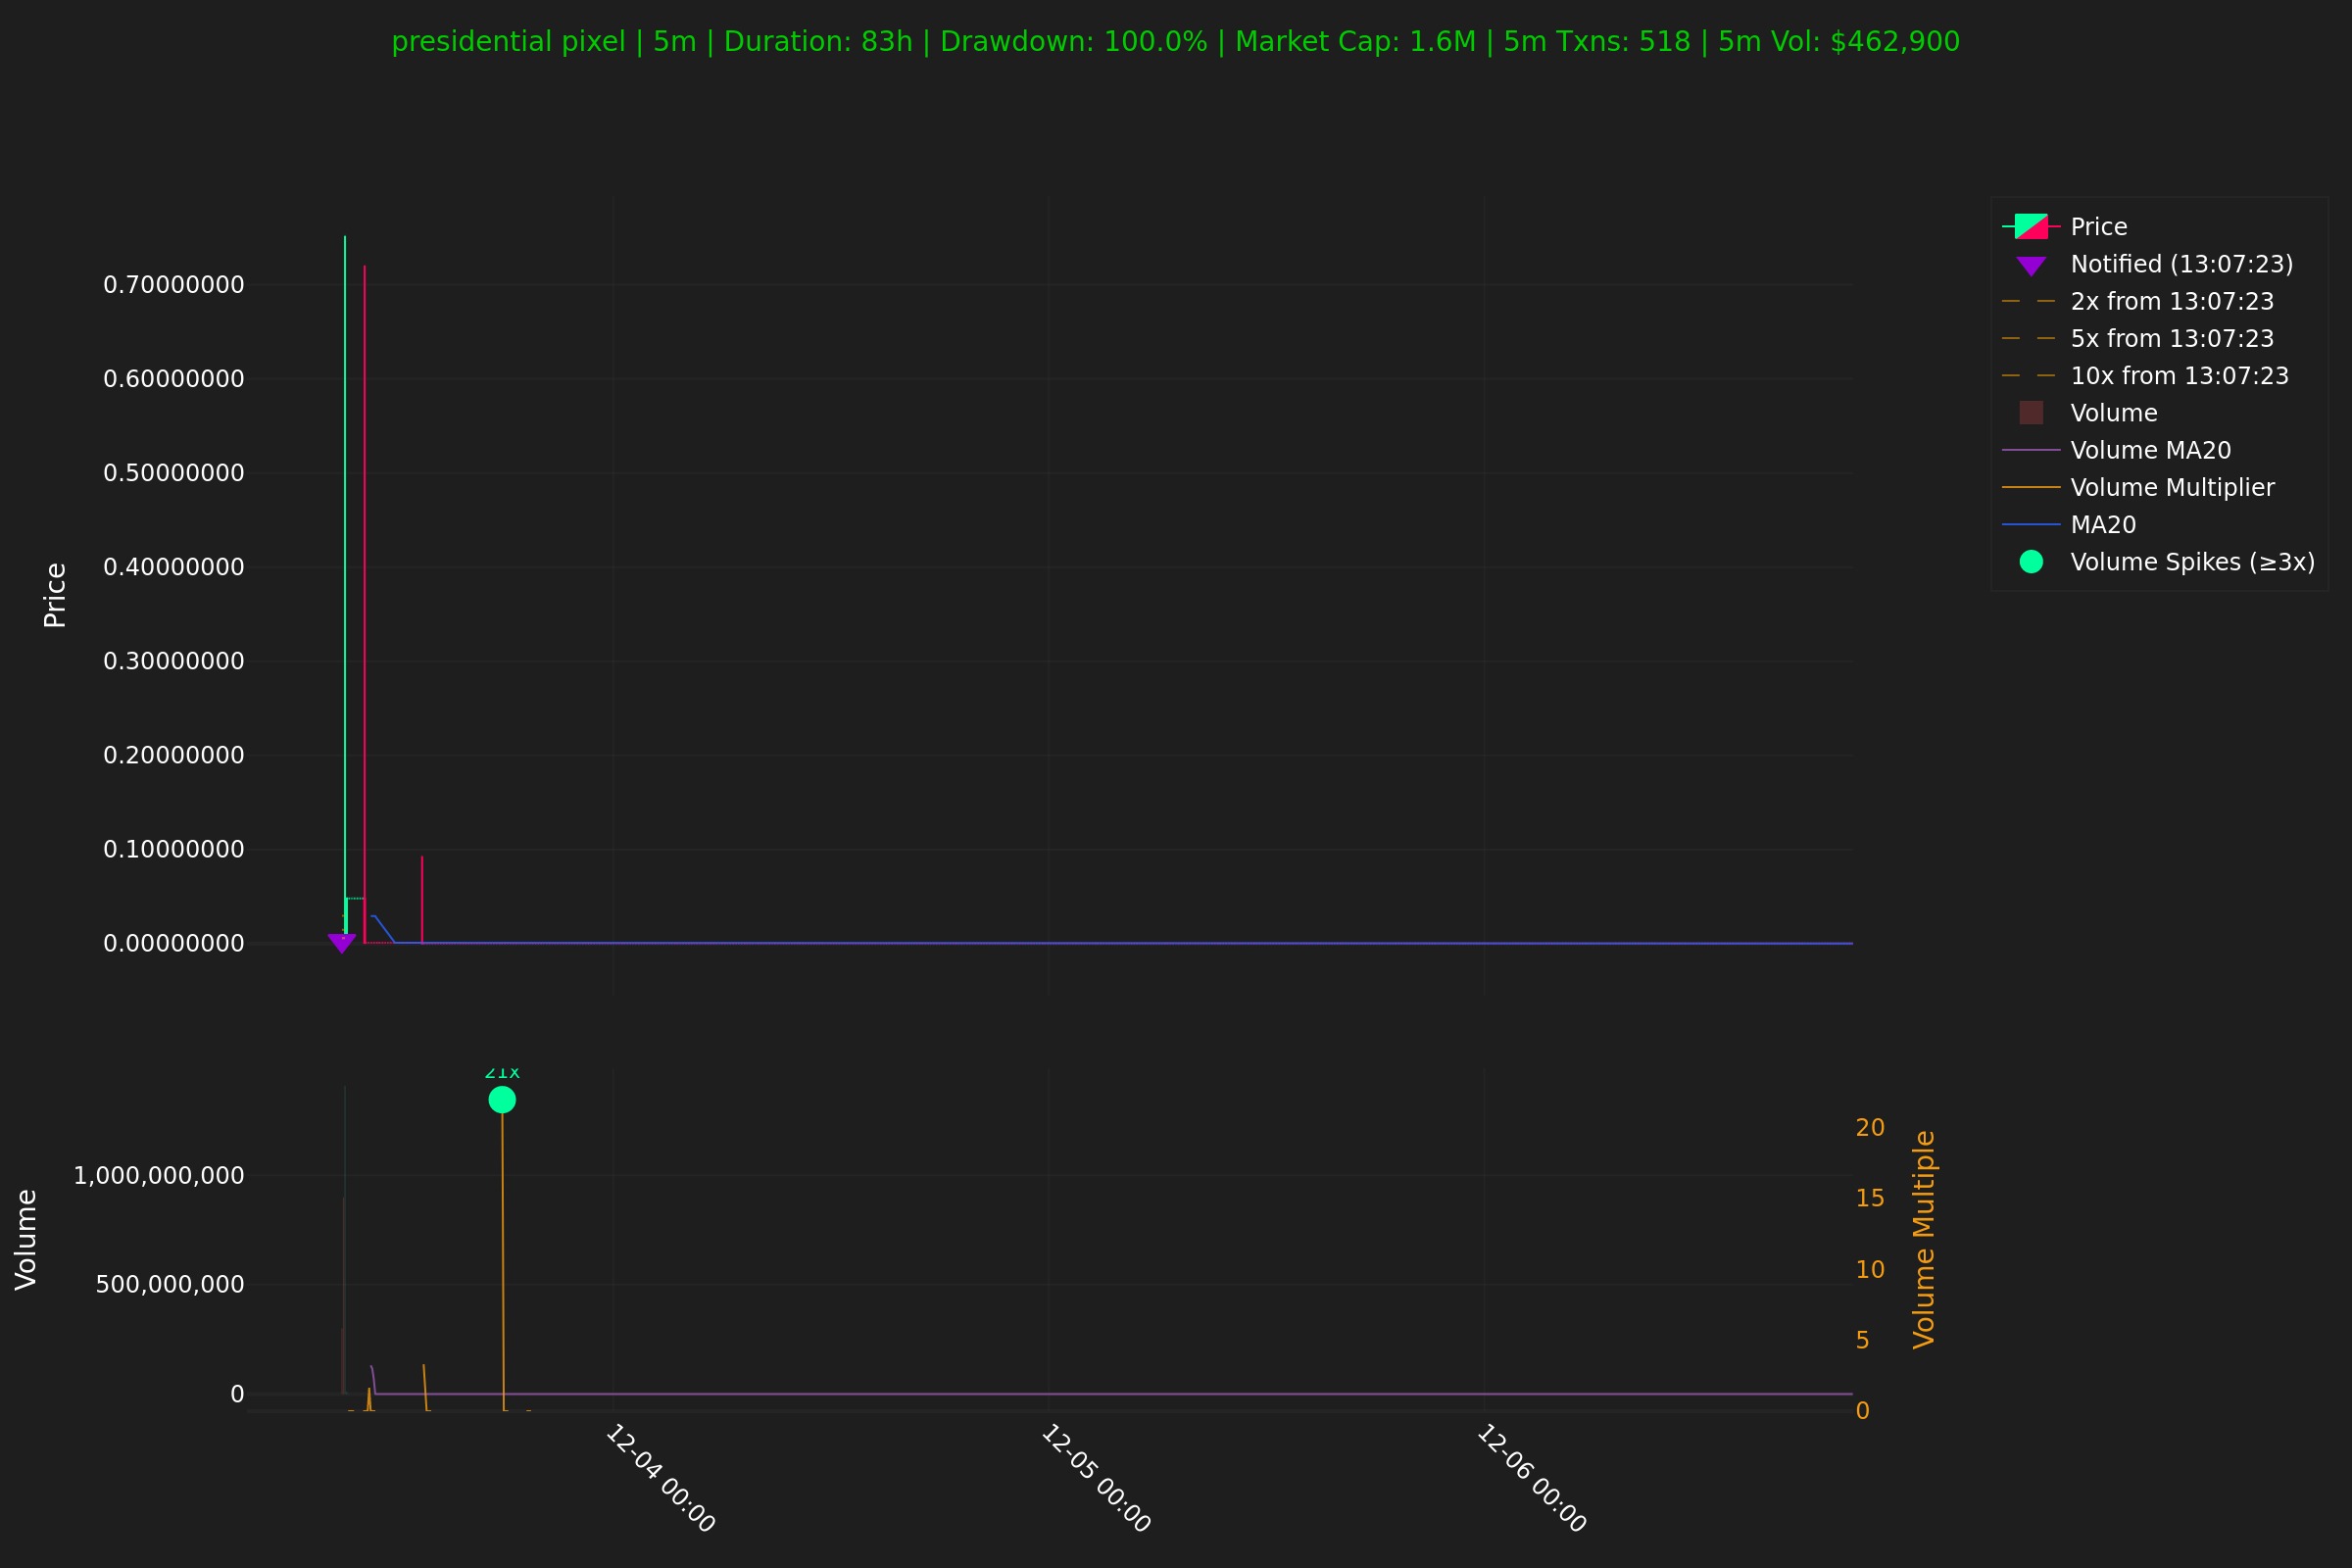 presidential pixel | 5m | Duration: 83h | Drawdown: 100.0% | Market Cap: 1.6M | 5m Txns: 518 | 5m Vol: $462,900
Price
0.70000000
0.60000000
0.50000000
0.40000000
0.30000000
0.20000000
0.10000000
0.00000000
Price
Notified (13:07:23)
2x from 13:07:23
5x from 13:07:23
10x from 13:07:23
Volume
Volume MA20
Volume Multiplier
MA20
Volume Spikes (≥3x)
Volume
1,000,000,000
500,000,000
0
21x
20
15
10
5
0
Volume Multiple
12-04 00:00
12-05 00:00
12-06 00:00